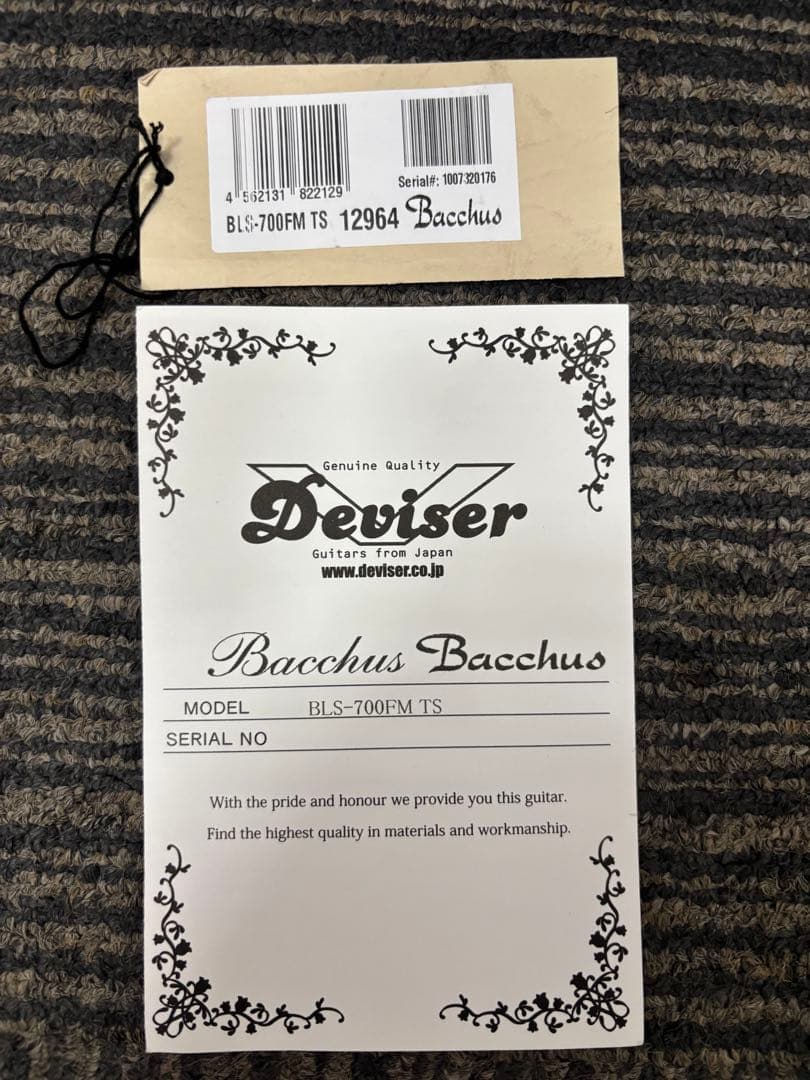 4 562131 822129
Serial#: 1007320176
BLS-700FM TS 12964 Bacchus
Genuine Quality
Deviser
Guitars from Japan
www.deviser.co.jp
Bacchus Bacchus
MODEL BLS-700FM TS
SERIAL NO
With the pride and honour we provide you this guitar.
Find the highest quality in materials and workmanship.